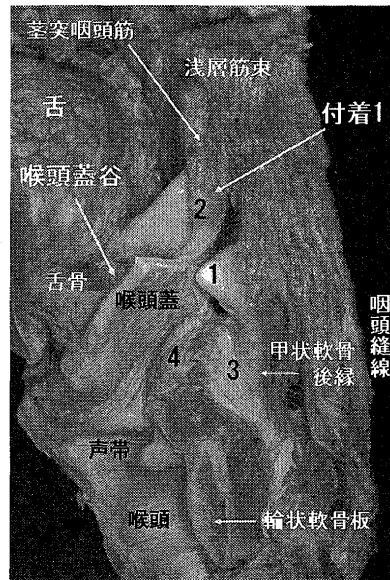 茎突咽頭筋
浅層筋束
舌
付着1
喉頭蓋谷
2
1
舌骨
喉頭蓋
咽頭縫線
4
3
甲状軟骨
後縁
声帯
喉頭
輪状軟骨板